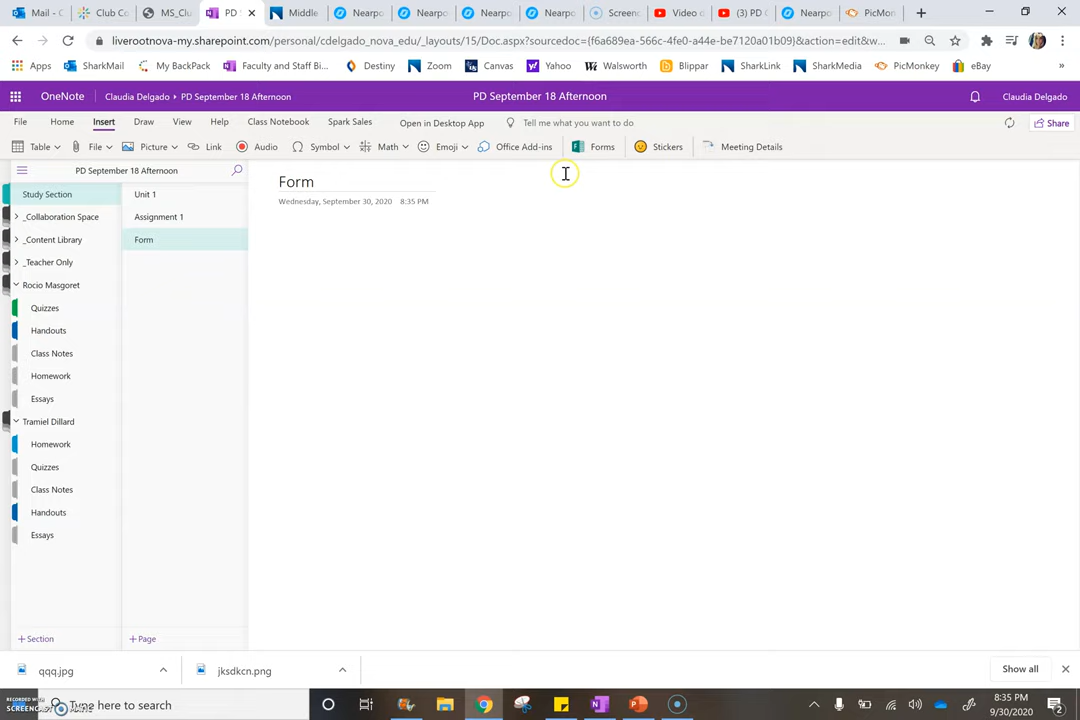 Mail - C
Club Co
MS_Clu
PD S
Middle
Nearpo
Nearpo
Nearpo
Nearpo
Screenc
Video d
(3) PD C
Nearpo
PicMon
liverootnova-my.sharepoint.com/personal/cdelgado_nova_edu/_layouts/15/Doc.aspx?sourcedoc={f6a689ea-566c-4fe0-a44e-be7120a01b09}&action=edit&w...
Apps
SharkMail
My BackPack
Faculty and Staff Bi...
Destiny
Zoom
Canvas
Yahoo
Walsworth
Blippar
SharkLink
SharkMedia
PicMonkey
eBay
»
OneNote
Claudia Delgado › PD September 18 Afternoon
PD September 18 Afternoon
Claudia Delgado
File
Home
Insert
Draw
View
Help
Class Notebook
Spark Sales
Open in Desktop App
Tell me what you want to do
Share
Table
File
Picture
Link
Audio
Symbol
Math
Emoji
Office Add-ins
Forms
Stickers
Meeting Details
PD September 18 Afternoon
Study Section
_Collaboration Space
_Content Library
_Teacher Only
Rocio Masgoret
Quizzes
Handouts
Class Notes
Homework
Essays
Tramiel Dillard
Homework
Quizzes
Class Notes
Handouts
Essays
+ Section
Unit 1
Assignment 1
Form
+ Page
Form
Wednesday, September 30, 2020 8:35 PM
qqq.jpg
jksdkcn.png
Show all
RECORDED WITH
SCREENCAST
Type here to search
8:35 PM
9/30/2020
2